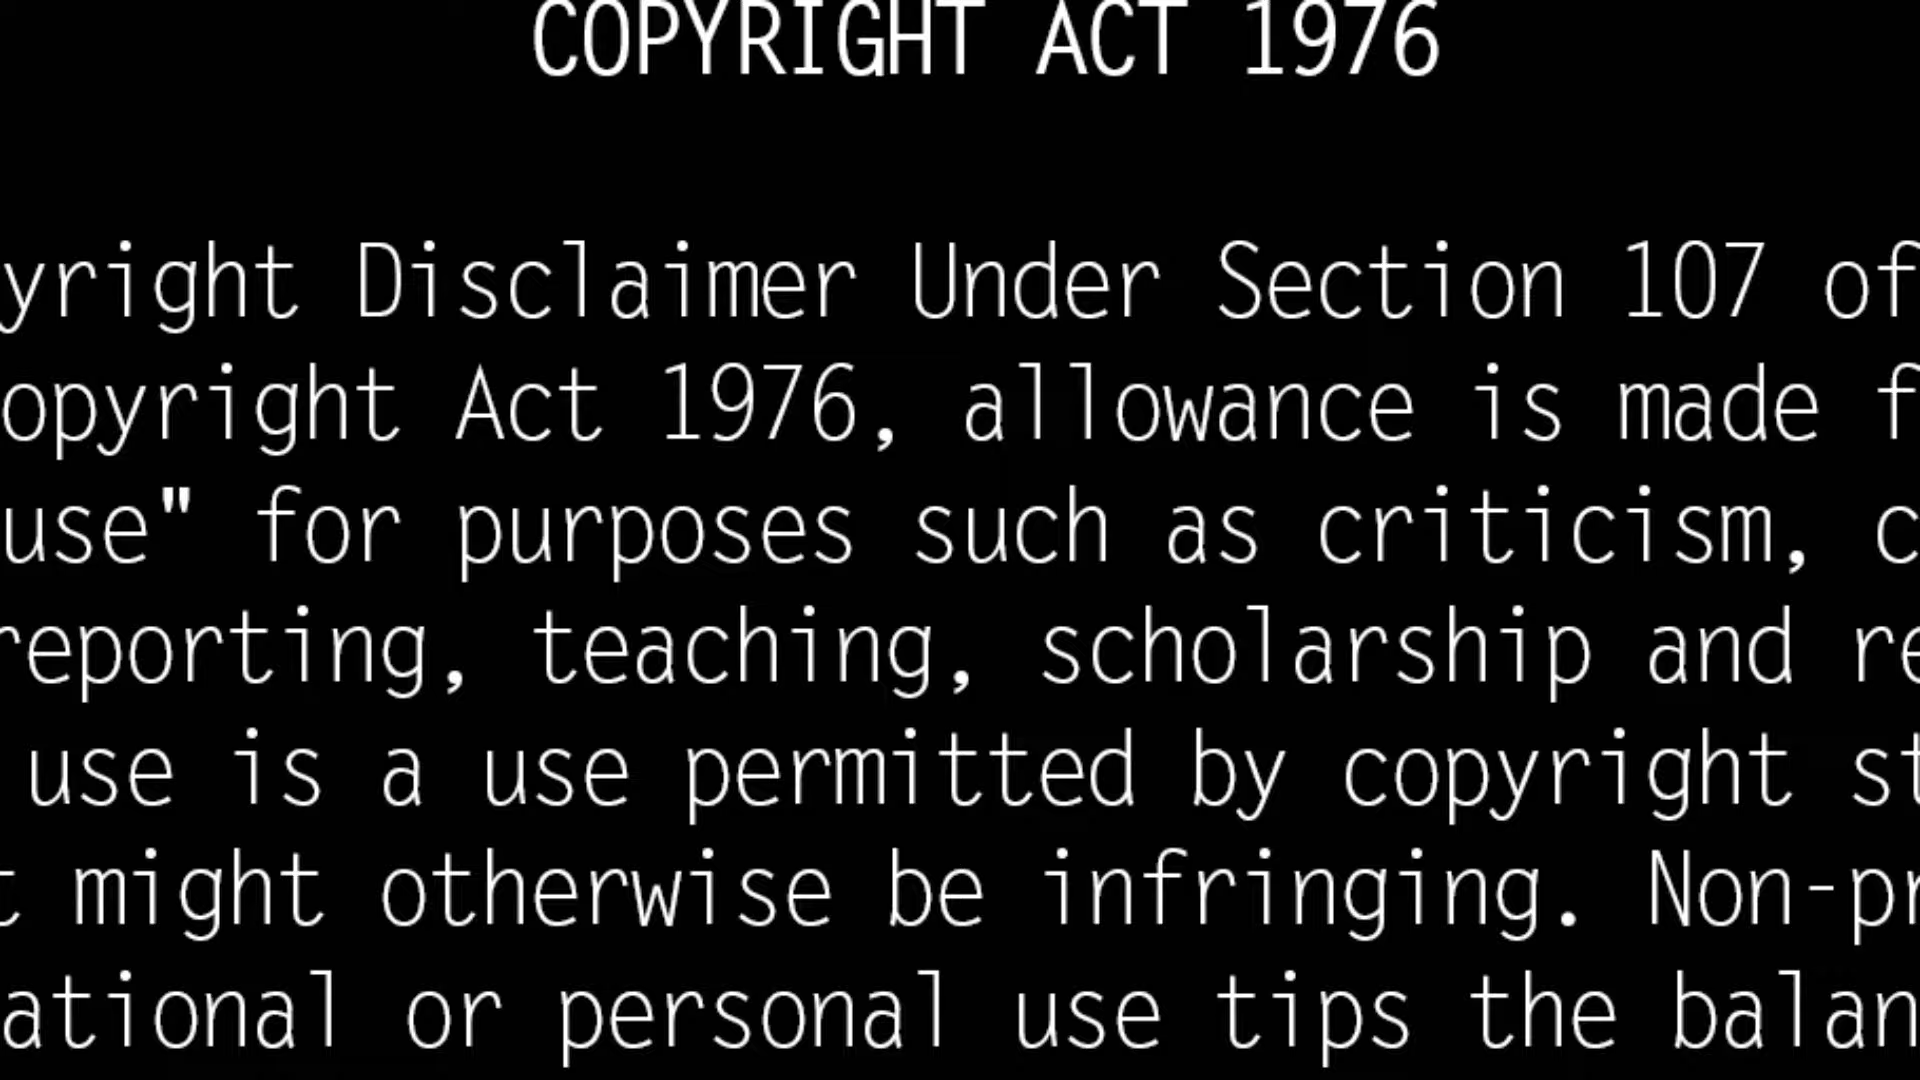 COPYRIGHT ACT 1976
yright Disclaimer Under Section 107 of
opyright Act 1976, allowance is made f
use" for purposes such as criticism, c
reporting, teaching, scholarship and re
use is a use permitted by copyright st
t might otherwise be infringing. Non-pr
ational or personal use tips the balan